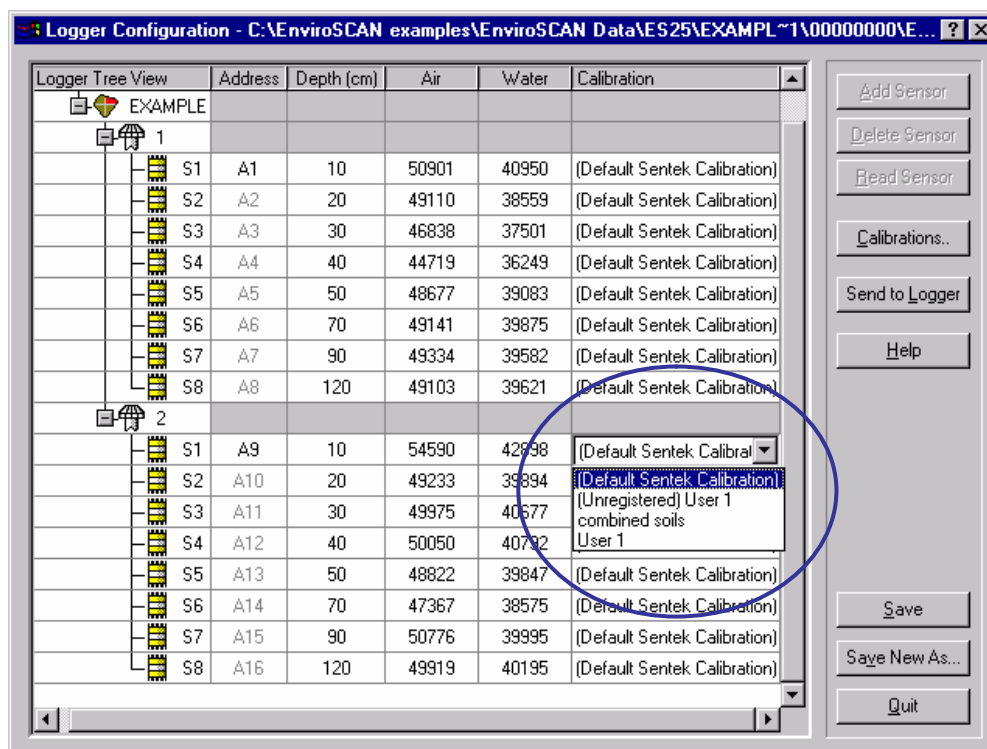 Logger Configuration - C:\EnviroSCAN examples\EnviroSCAN Data\ES25\EXAMPL~1\00000000\E...
Logger Tree View Address Depth (cm) Air Water Calibration
EXAMPLE
1
S1 A1 10 50901 40950 (Default Sentek Calibration)
S2 A2 20 49110 38559 (Default Sentek Calibration)
S3 A3 30 46838 37501 (Default Sentek Calibration)
S4 A4 40 44719 36249 (Default Sentek Calibration)
S5 A5 50 48677 39083 (Default Sentek Calibration)
S6 A6 70 49141 39875 (Default Sentek Calibration)
S7 A7 90 49334 39582 (Default Sentek Calibration)
S8 A8 120 49103 39621 (Default Sentek Calibration)
2
S1 A9 10 54590 42898 (Default Sentek Calibrat
S2 A10 20 49233 39894 (Default Sentek Calibration)
S3 A11 30 49975 40677 (Unregistered) User 1
combined soils
S4 A12 40 50050 40792 User 1
S5 A13 50 48822 39847 (Default Sentek Calibration)
S6 A14 70 47367 38575 (Default Sentek Calibration)
S7 A15 90 50776 39995 (Default Sentek Calibration)
S8 A16 120 49919 40195 (Default Sentek Calibration)
Add Sensor
Delete Sensor
Read Sensor
Calibrations..
Send to Logger
Help
Save
Save New As...
Quit